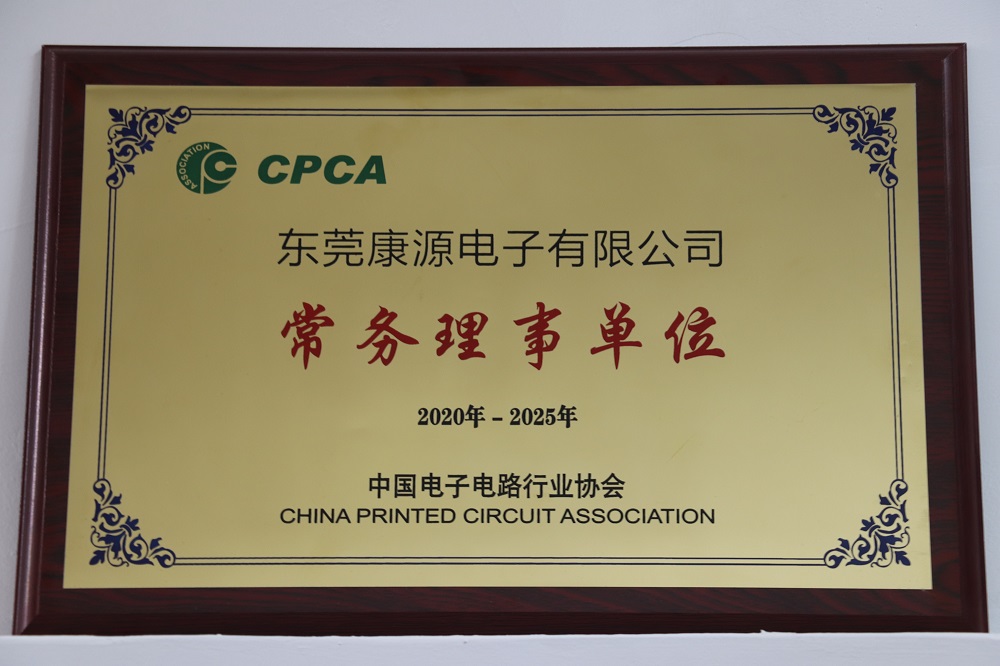 ASSOCIATION
CPCA
东莞康源电子有限公司
常务理事单位
2020年－2025年
中国电子电路行业协会
CHINA PRINTED CIRCUIT ASSOCIATION